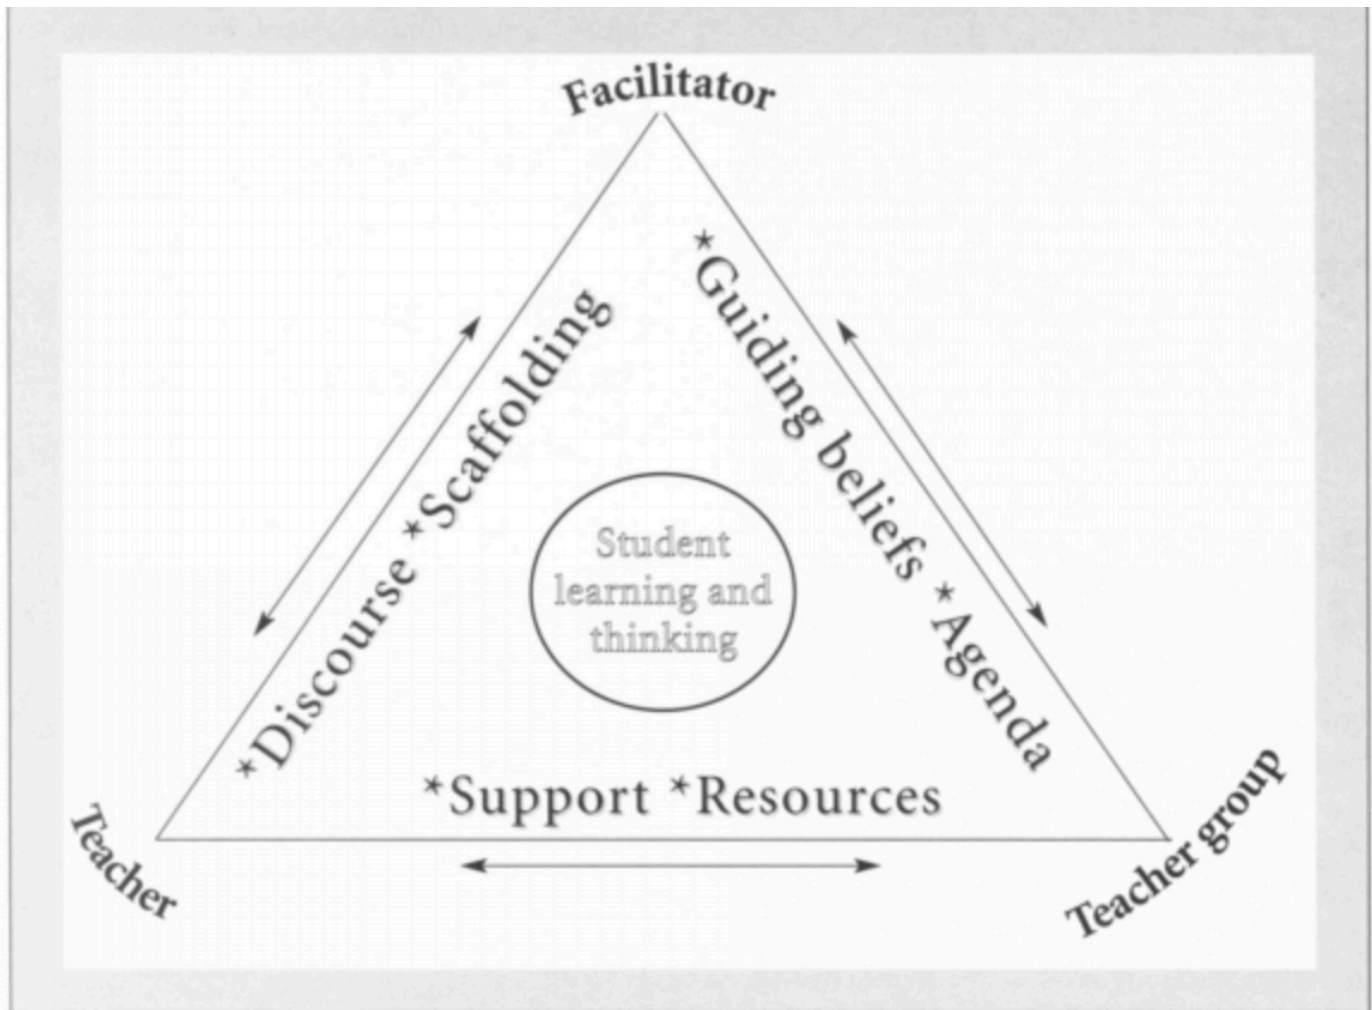 Facilitator
*Discourse *Scaffolding
*Guiding beliefs *Agenda
Student
learning and
thinking
*Support *Resources
Teacher
Teacher group